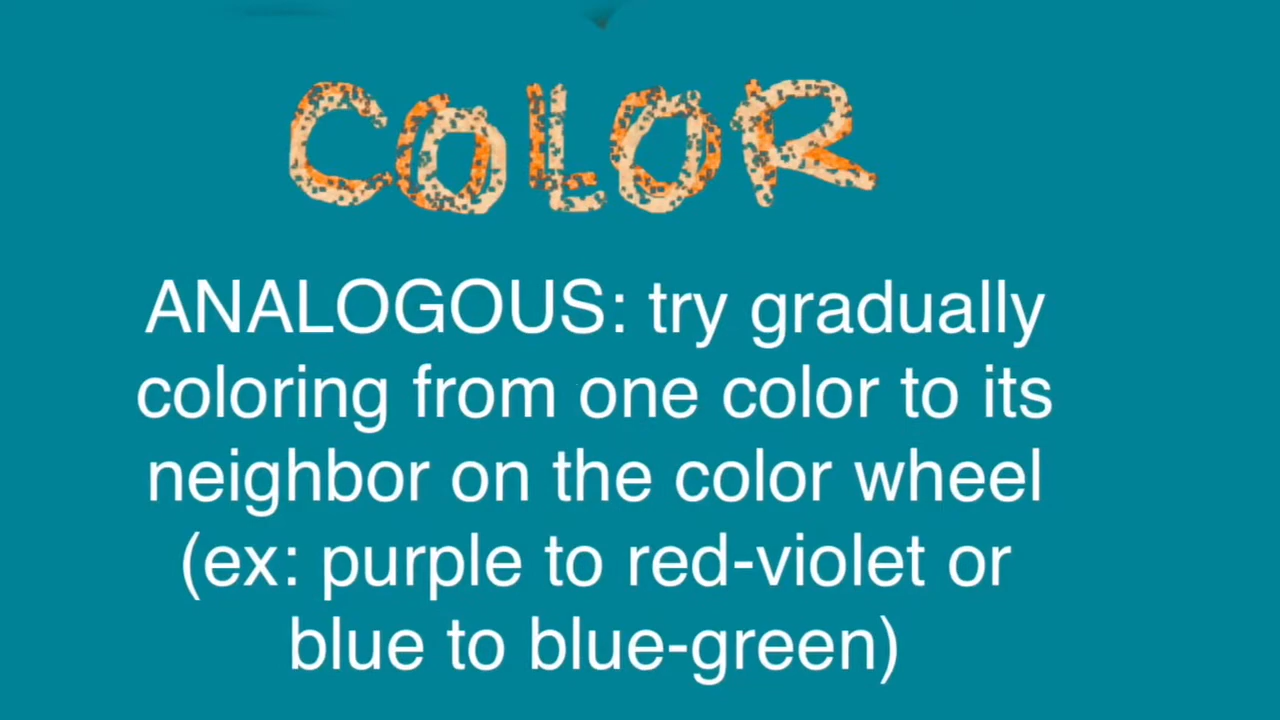 COLOR
ANALOGOUS: try gradually
coloring from one color to its
neighbor on the color wheel
(ex: purple to red-violet or
blue to blue-green)